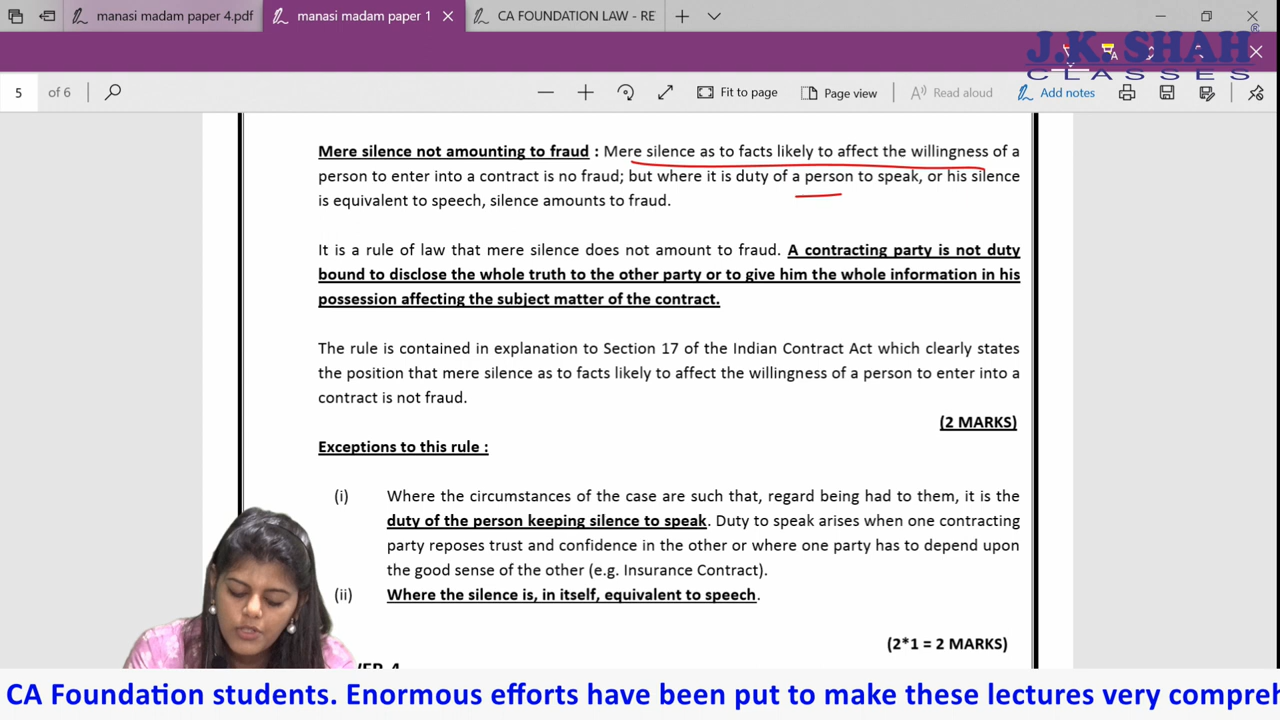 manasi madam paper 4.pdf
manasi madam paper 1
CA FOUNDATION LAW - RE
J.K. SHAH
®
CLASSES
5 of 6
Fit to page
Page view
Read aloud
Add notes
Mere silence not amounting to fraud : Mere silence as to facts likely to affect the willingness of a
person to enter into a contract is no fraud; but where it is duty of a person to speak, or his silence
is equivalent to speech, silence amounts to fraud.
It is a rule of law that mere silence does not amount to fraud. A contracting party is not duty
bound to disclose the whole truth to the other party or to give him the whole information in his
possession affecting the subject matter of the contract.
The rule is contained in explanation to Section 17 of the Indian Contract Act which clearly states
the position that mere silence as to facts likely to affect the willingness of a person to enter into a
contract is not fraud.
(2 MARKS)
Exceptions to this rule :
(i) Where the circumstances of the case are such that, regard being had to them, it is the
duty of the person keeping silence to speak. Duty to speak arises when one contracting
party reposes trust and confidence in the other or where one party has to depend upon
the good sense of the other (e.g. Insurance Contract).
(ii) Where the silence is, in itself, equivalent to speech.
(2*1 = 2 MARKS)
CA Foundation students. Enormous efforts have been put to make these lectures very compreh